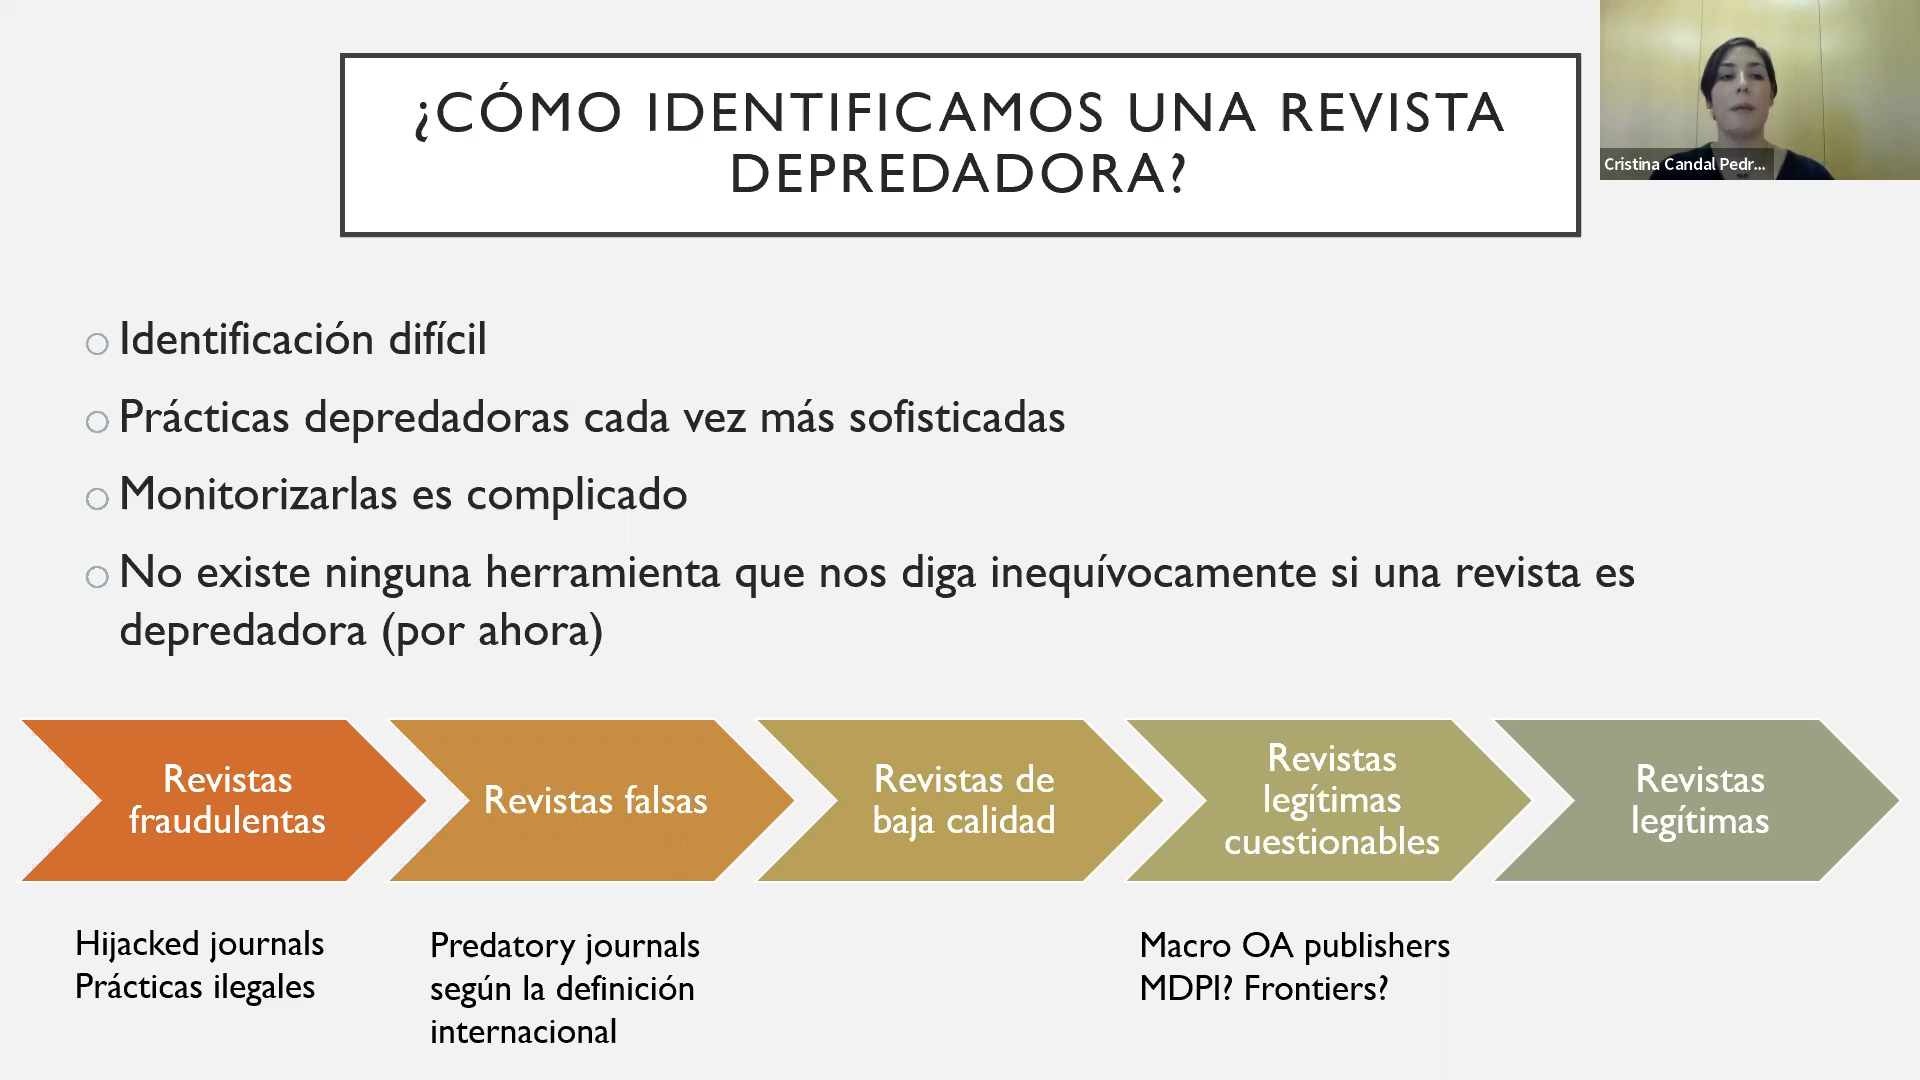 ¿CÓMO IDENTIFICAMOS UNA REVISTA
DEPREDADORA?
Cristina Candal Pedr...
Identificación difícil
Prácticas depredadoras cada vez más sofisticadas
Monitorizarlas es complicado
No existe ninguna herramienta que nos diga inequívocamente si una revista es
depredadora (por ahora)
Revistas
fraudulentas
Revistas falsas
Revistas de
baja calidad
Revistas
legítimas
cuestionables
Revistas
legítimas
Hijacked journals
Prácticas ilegales
Predatory journals
según la definición
internacional
Macro OA publishers
MDPI? Frontiers?